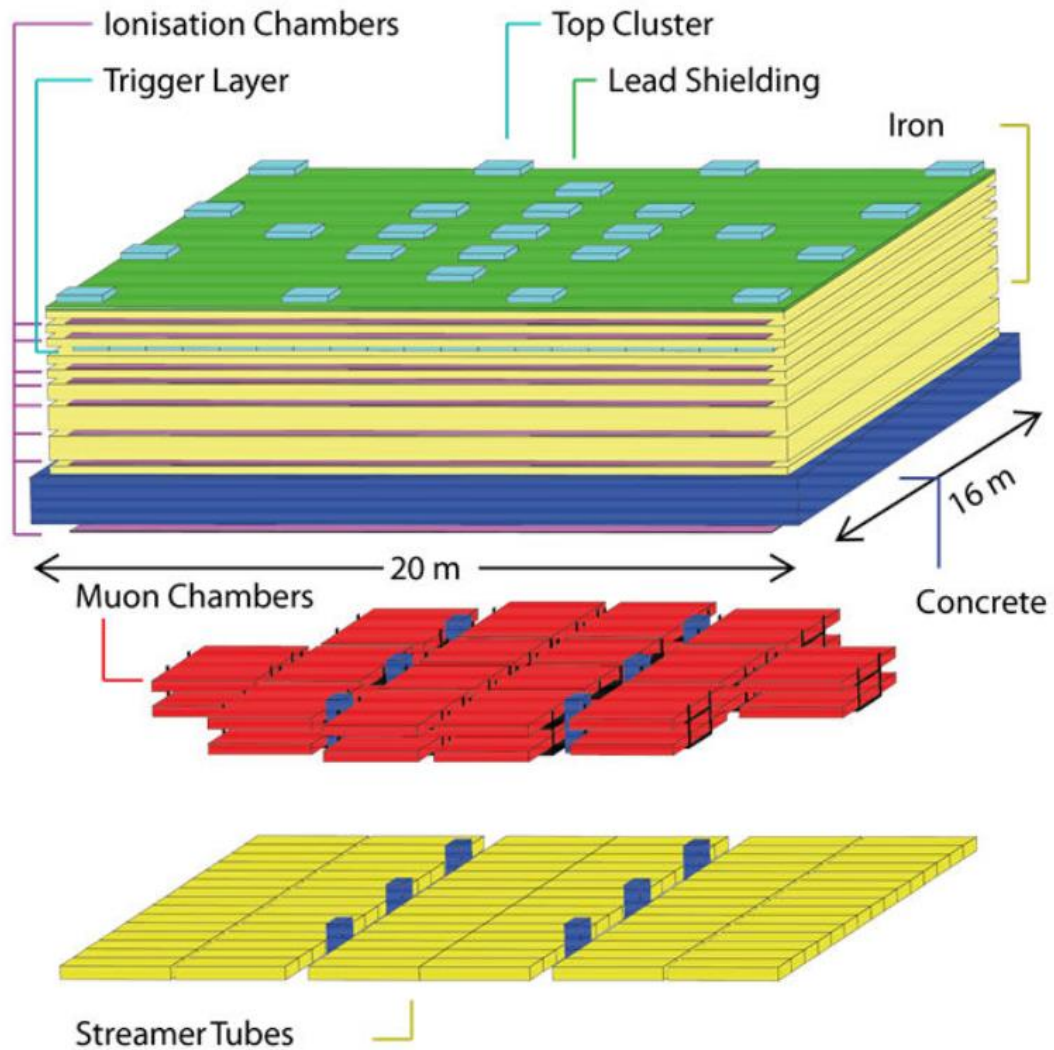 Ionisation Chambers
Top Cluster
Trigger Layer
Lead Shielding
Iron
16 m
20 m
Muon Chambers
Concrete
Streamer Tubes